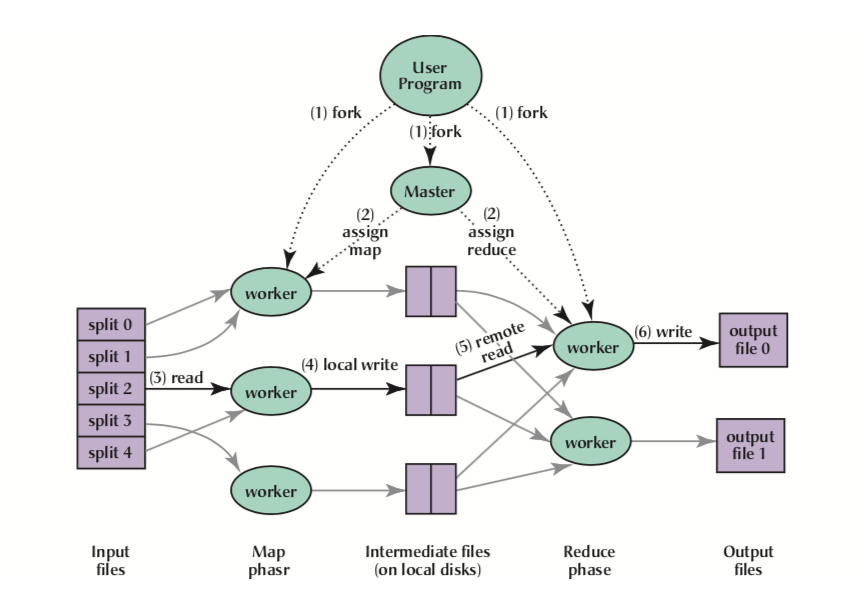 User
Program
(1) fork
(1) fork
(1) fork
Master
(2)
assign
map
(2)
assign
reduce
worker
split 0
split 1
split 2
split 3
split 4
(3) read
worker
(4) local write
worker
(5) remote
read
worker
(6) write
output
file 0
worker
output
file 1
Input
files
Map
phasr
Intermediate files
(on local disks)
Reduce
phase
Output
files